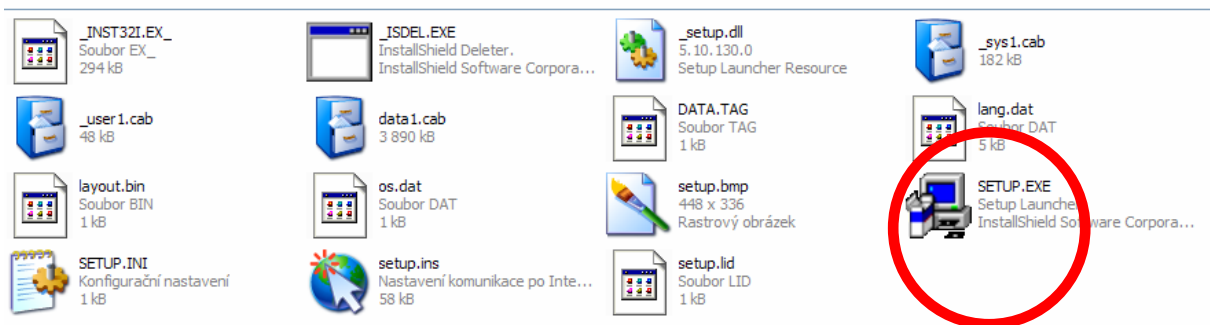 _INST32I.EX_
Soubor EX_
294 kB
_ISDEL.EXE
InstallShield Deleter.
InstallShield Software Corpora...
_setup.dll
5.10.130.0
Setup Launcher Resource
_sys1.cab
182 kB
_user1.cab
48 kB
data1.cab
3 890 kB
DATA.TAG
Soubor TAG
1 kB
lang.dat
Soubor DAT
5 kB
layout.bin
Soubor BIN
1 kB
os.dat
Soubor DAT
1 kB
setup.bmp
448 x 336
Rastrový obrázek
SETUP.EXE
Setup Launcher
InstallShield Software Corpora...
SETUP.INI
Konfigurační nastavení
1 kB
setup.ins
Nastavení komunikace po Inte...
58 kB
setup.lid
Soubor LID
1 kB